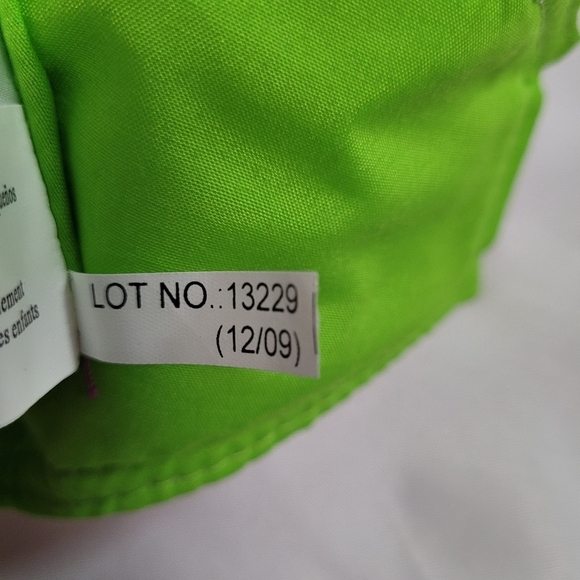 ement
es enfants
LOT NO.:13229
(12/09)